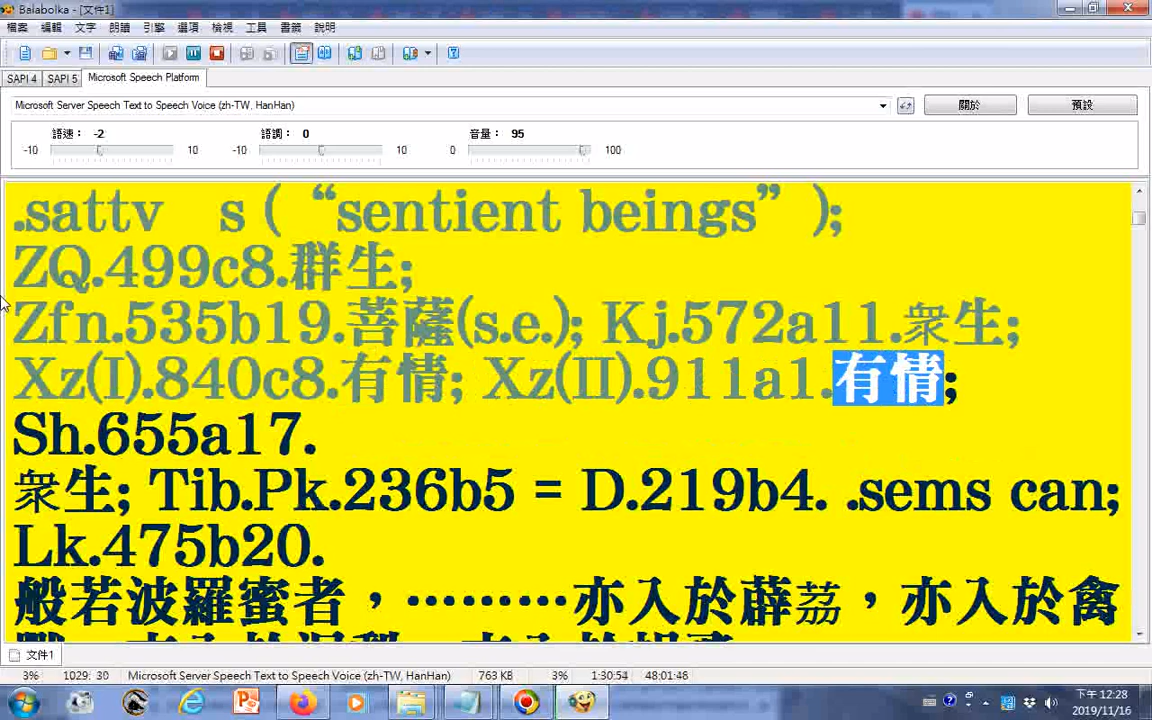 Balabolka - [文件1]
檔案 編輯 文字 朗讀 引擎 選項 檢視 工具 書籤 說明
SAPI 4 SAPI 5 Microsoft Speech Platform
Microsoft Server Speech Text to Speech Voice (zh-TW, HanHan) 關於 預設
語速： -2 語調： 0 音量： 95
-10 10 -10 10 0 100
.sattv s (“sentient beings”);
ZQ.499c8.群生;
Zfn.535b19.菩薩(s.e.); Kj.572a11.衆生;
Xz(I).840c8.有情; Xz(II).911a1.有情;
Sh.655a17.
衆生; Tib.Pk.236b5 = D.219b4. .sems can;
Lk.475b20.
般若波羅蜜者，………亦入於薜荔，亦入於禽
文件1
3% 1029: 30 Microsoft Server Speech Text to Speech Voice (zh-TW, HanHan) 763 KB 3% 1:30:54 48:01:48
下午 12:28
2019/11/16